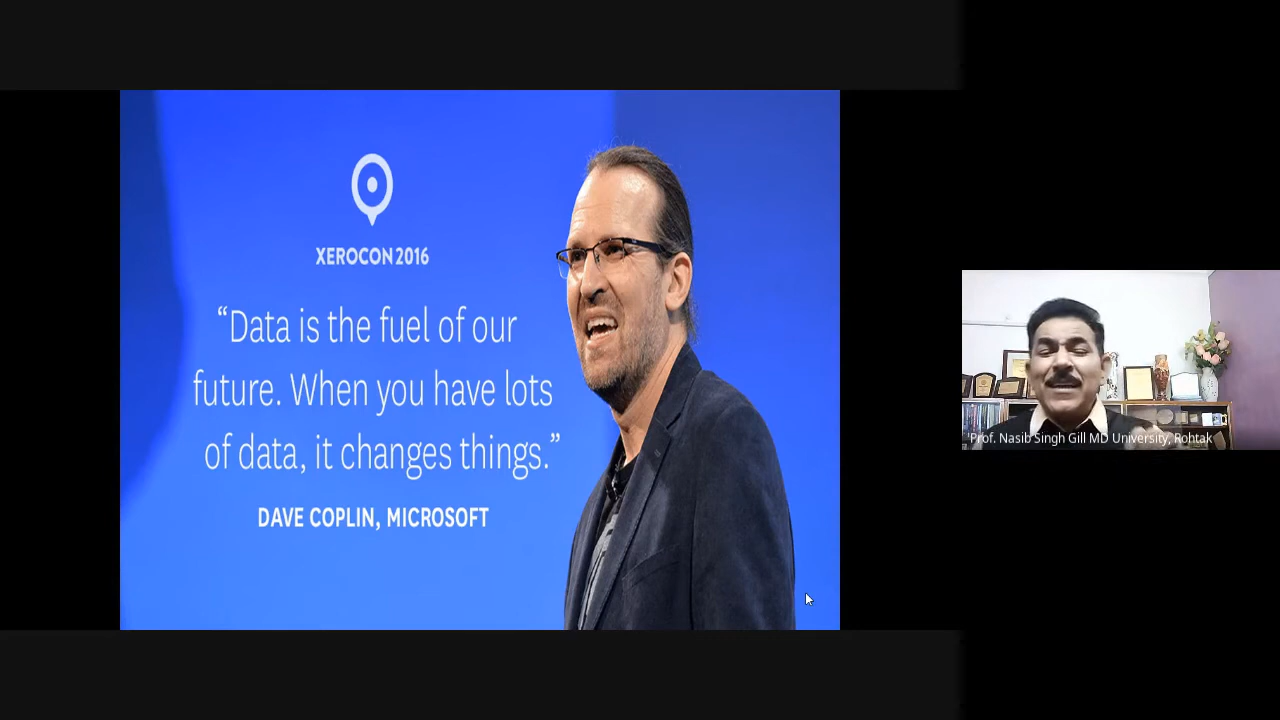 XEROCON 2016
“Data is the fuel of our
future. When you have lots
of data, it changes things.”
DAVE COPLIN, MICROSOFT
'Prof. Nasib Singh Gill MD University, Rohtak